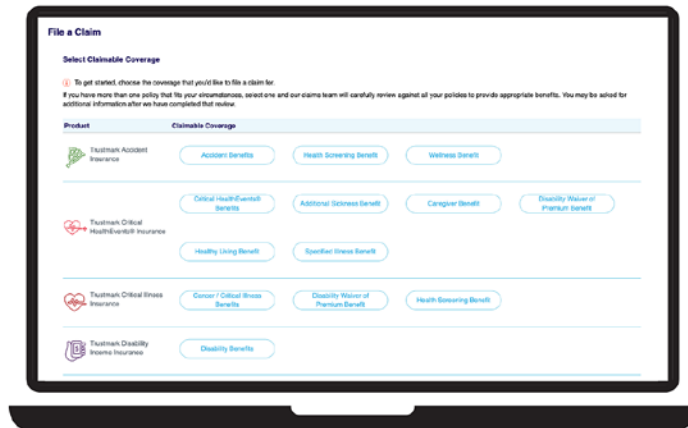 File a Claim
Select Claimable Coverage
To get started, choose the coverage that you'd like to file a claim for.
If you have more than one policy that fits your circumstances, select one and our claims team will carefully review against all your policies to provide appropriate benefits. You may be asked for
additional information after we have completed that review.
Product Claimable Coverage
Trustmark Accident
Insurance
Accident Benefits Health Screening Benefit Wellness Benefit
Trustmark Critical
HealthEvents® Insurance
Critical HealthEvents®
Benefits
Additional Sickness Benefit Caregiver Benefit
Disability Waiver of
Premium Benefit
Healthy Living Benefit Specified Illness Benefit
Trustmark Critical Illness
Insurance
Cancer / Critical Illness
Benefits
Disability Waiver of
Premium Benefit
Health Screening Benefit
Trustmark Disability
Income Insurance
Disability Benefits